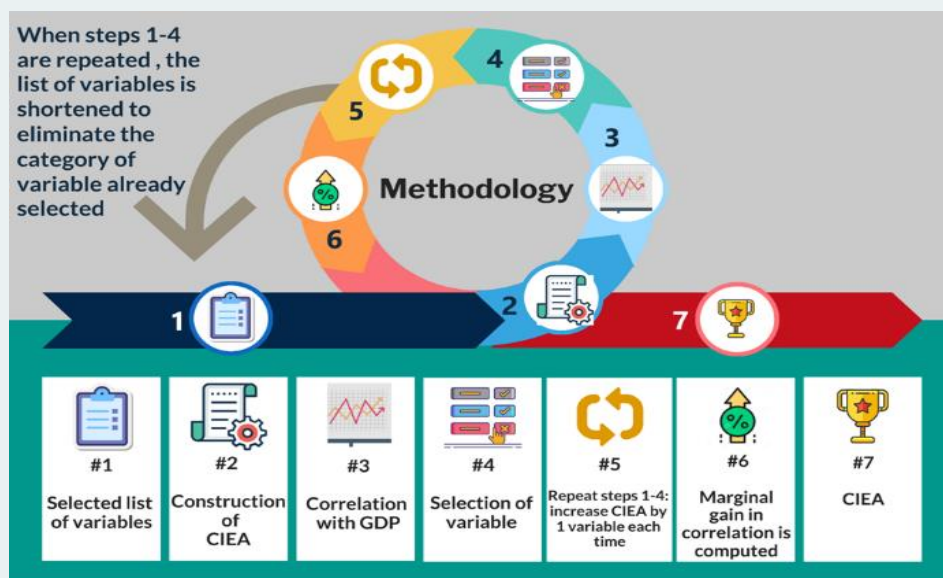 When steps 1-4
are repeated , the
list of variables is
shortened to
eliminate the
category of
variable already
selected
4
5
3
Methodology
6
2
1
7
#1
Selected list
of variables
#2
Construction
of
CIEA
#3
Correlation
with GDP
#4
Selection of
variable
#5
Repeat steps 1-4:
increase CIEA by
1 variable each
time
#6
Marginal
gain in
correlation is
computed
#7
CIEA
%
%